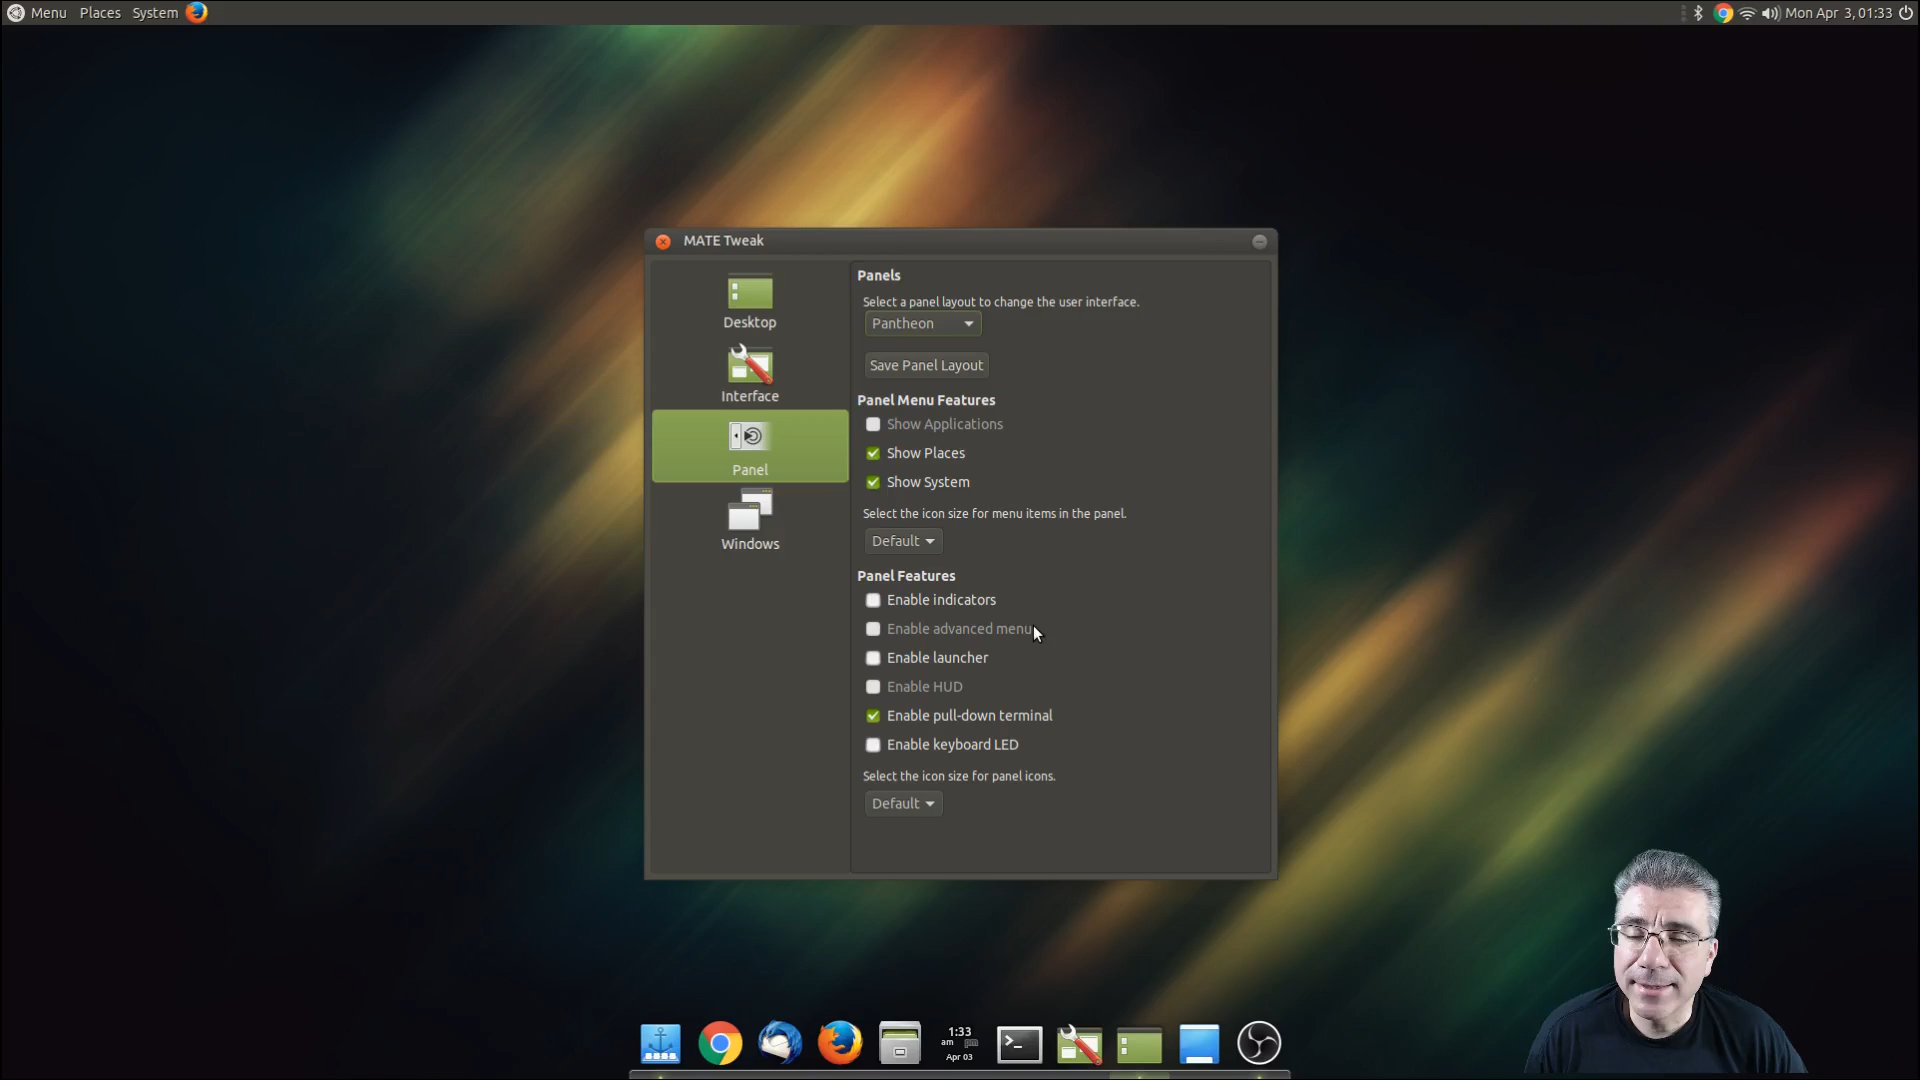 Menu Places System
Mon Apr 3, 01:33
MATE Tweak
Desktop
Interface
Panel
Windows
Panels
Select a panel layout to change the user interface.
Pantheon
Save Panel Layout
Panel Menu Features
Show Applications
Show Places
Show System
Select the icon size for menu items in the panel.
Default
Panel Features
Enable indicators
Enable advanced menu
Enable launcher
Enable HUD
Enable pull-down terminal
Enable keyboard LED
Select the icon size for panel icons.
Default
1:33
am pm
Apr 03
>_